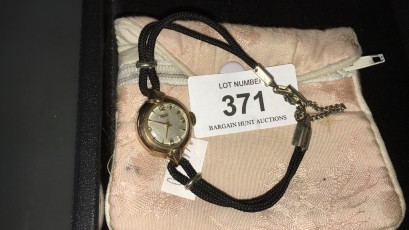 LOT NUMBER
371
BARGAIN HUNT AUCTIONS